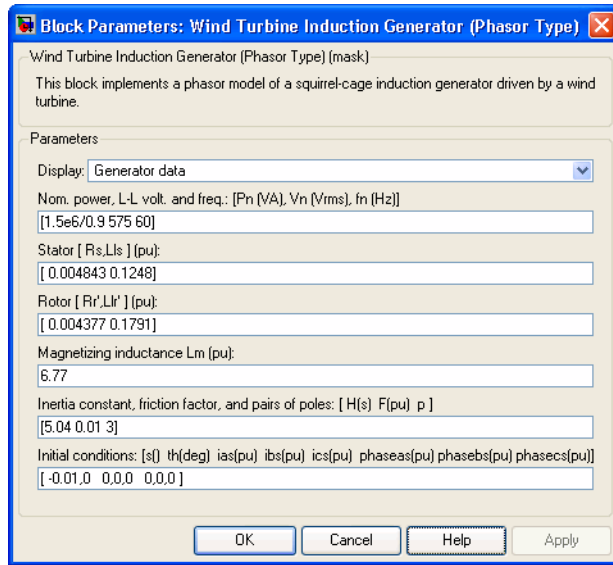 Block Parameters: Wind Turbine Induction Generator (Phasor Type)
Wind Turbine Induction Generator (Phasor Type) (mask)
This block implements a phasor model of a squirrel-cage induction generator driven by a wind
turbine.
Parameters
Display: Generator data
Nom. power, L-L volt. and freq.: [Pn (VA), Vn (Vrms), fn (Hz)]
[1.5e6/0.9 575 60]
Stator [ Rs,Lls ] (pu):
[ 0.004843 0.1248]
Rotor [ Rr',Llr' ] (pu):
[ 0.004377 0.1791]
Magnetizing inductance Lm (pu):
6.77
Inertia constant, friction factor, and pairs of poles: [ H(s) F(pu) p ]
[5.04 0.01 3]
Initial conditions: [s() th(deg) ias(pu) ibs(pu) ics(pu) phaseas(pu) phasebs(pu) phasecs(pu)]
[ -0.01,0 0,0,0 0,0,0 ]
OK Cancel Help Apply